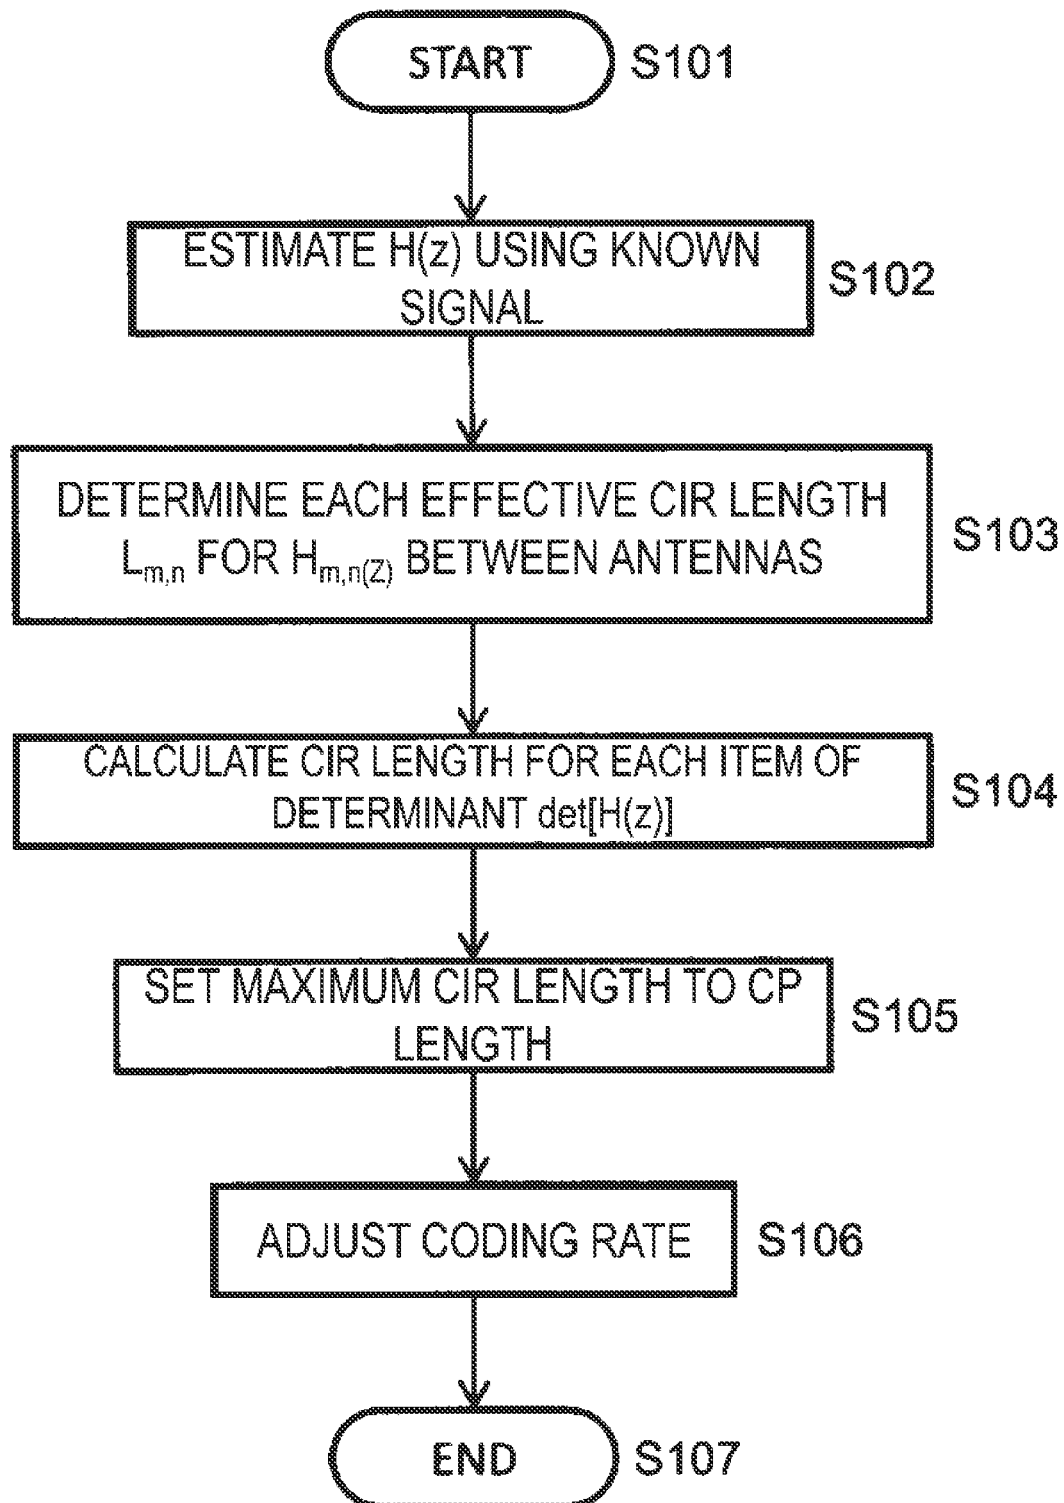 START S101
ESTIMATE H(z) USING KNOWN
SIGNAL
S102
DETERMINE EACH EFFECTIVE CIR LENGTH
Lm,n FOR Hm,n(Z) BETWEEN ANTENNAS
S103
CALCULATE CIR LENGTH FOR EACH ITEM OF
DETERMINANT det[H(z)]
S104
SET MAXIMUM CIR LENGTH TO CP
LENGTH
S105
ADJUST CODING RATE S106
END S107